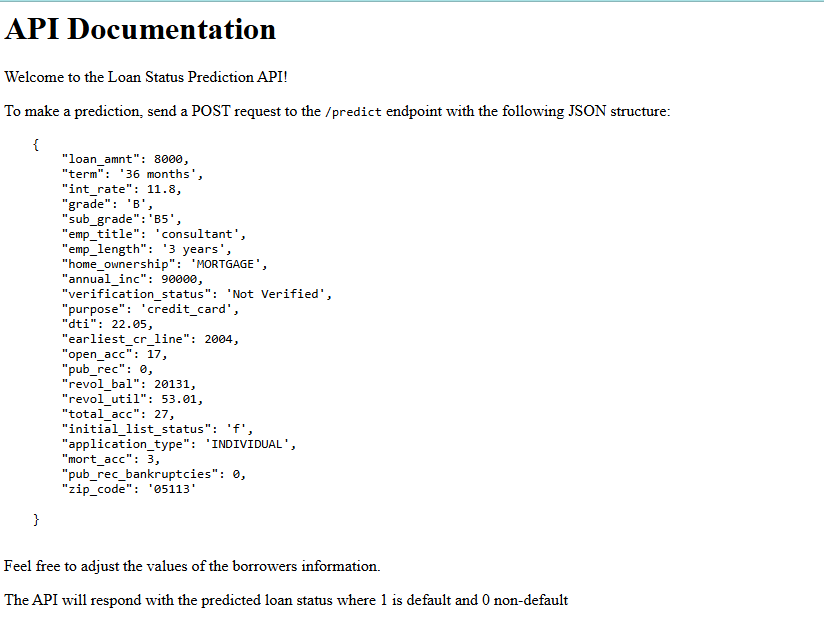 API Documentation
Welcome to the Loan Status Prediction API!
To make a prediction, send a POST request to the /predict endpoint with the following JSON structure:
{
"loan_amnt": 8000,
"term": '36 months',
"int_rate": 11.8,
"grade": 'B',
"sub_grade":'B5',
"emp_title": 'consultant',
"emp_length": '3 years',
"home_ownership": 'MORTGAGE',
"annual_inc": 90000,
"verification_status": 'Not Verified',
"purpose": 'credit_card',
"dti": 22.05,
"earliest_cr_line": 2004,
"open_acc": 17,
"pub_rec": 0,
"revol_bal": 20131,
"revol_util": 53.01,
"total_acc": 27,
"initial_list_status": 'f',
"application_type": 'INDIVIDUAL',
"mort_acc": 3,
"pub_rec_bankruptcies": 0,
"zip_code": '05113'
}
Feel free to adjust the values of the borrowers information.
The API will respond with the predicted loan status where 1 is default and 0 non-default